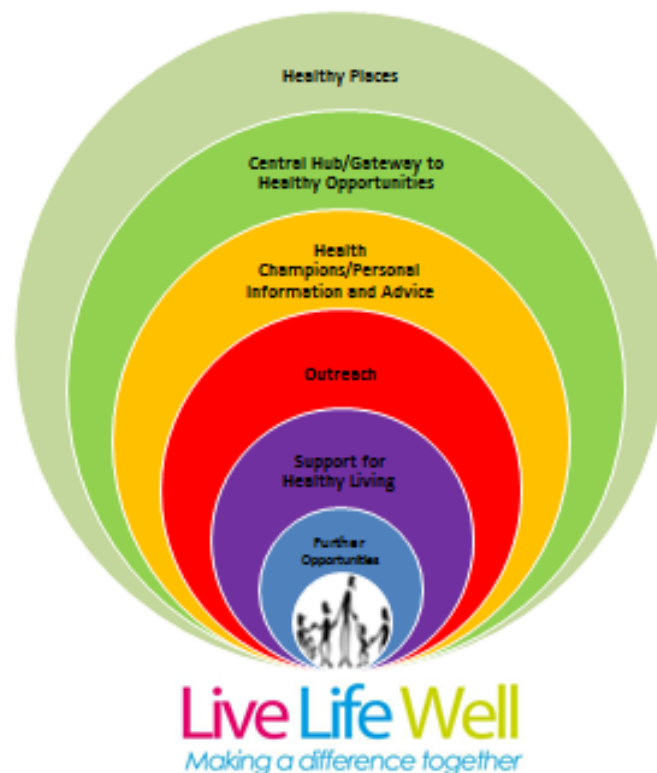 Healthy Places
Central Hub/Gateway to
Healthy Opportunities
Health
Champions/Personal
Information and Advice
Outreach
Support for
Healthy Living
Further
Opportunities
Live Life Well
Making a difference together